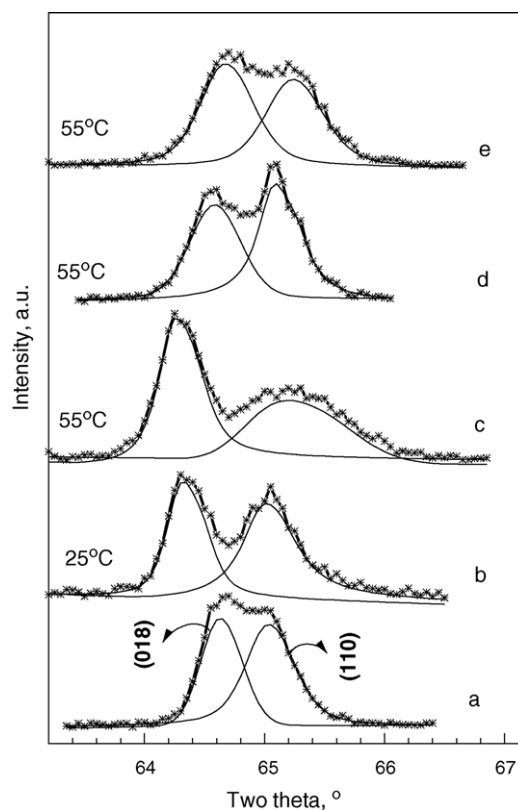 55°C
e
55°C
d
55°C
c
25°C
b
(018)
(110)
a
Intensity, a.u.
64
65
66
67
Two theta, °